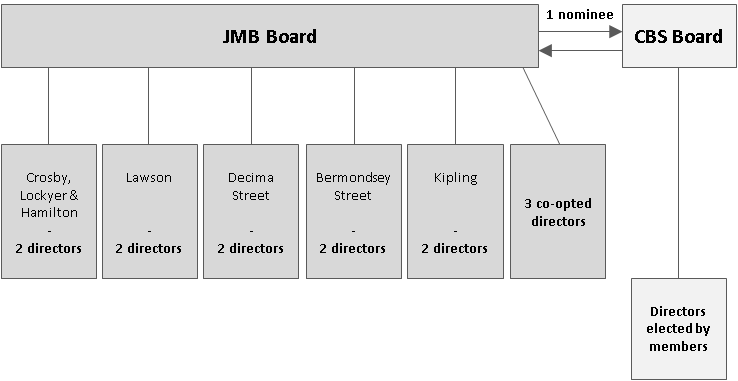 JMB Board
1 nominee
CBS Board
Crosby,
Lockyer &
Hamilton
-
2 directors
Lawson
-
2 directors
Decima
Street
-
2 directors
Bermondsey
Street
-
2 directors
Kipling
-
2 directors
3 co-opted
directors
Directors
elected by
members